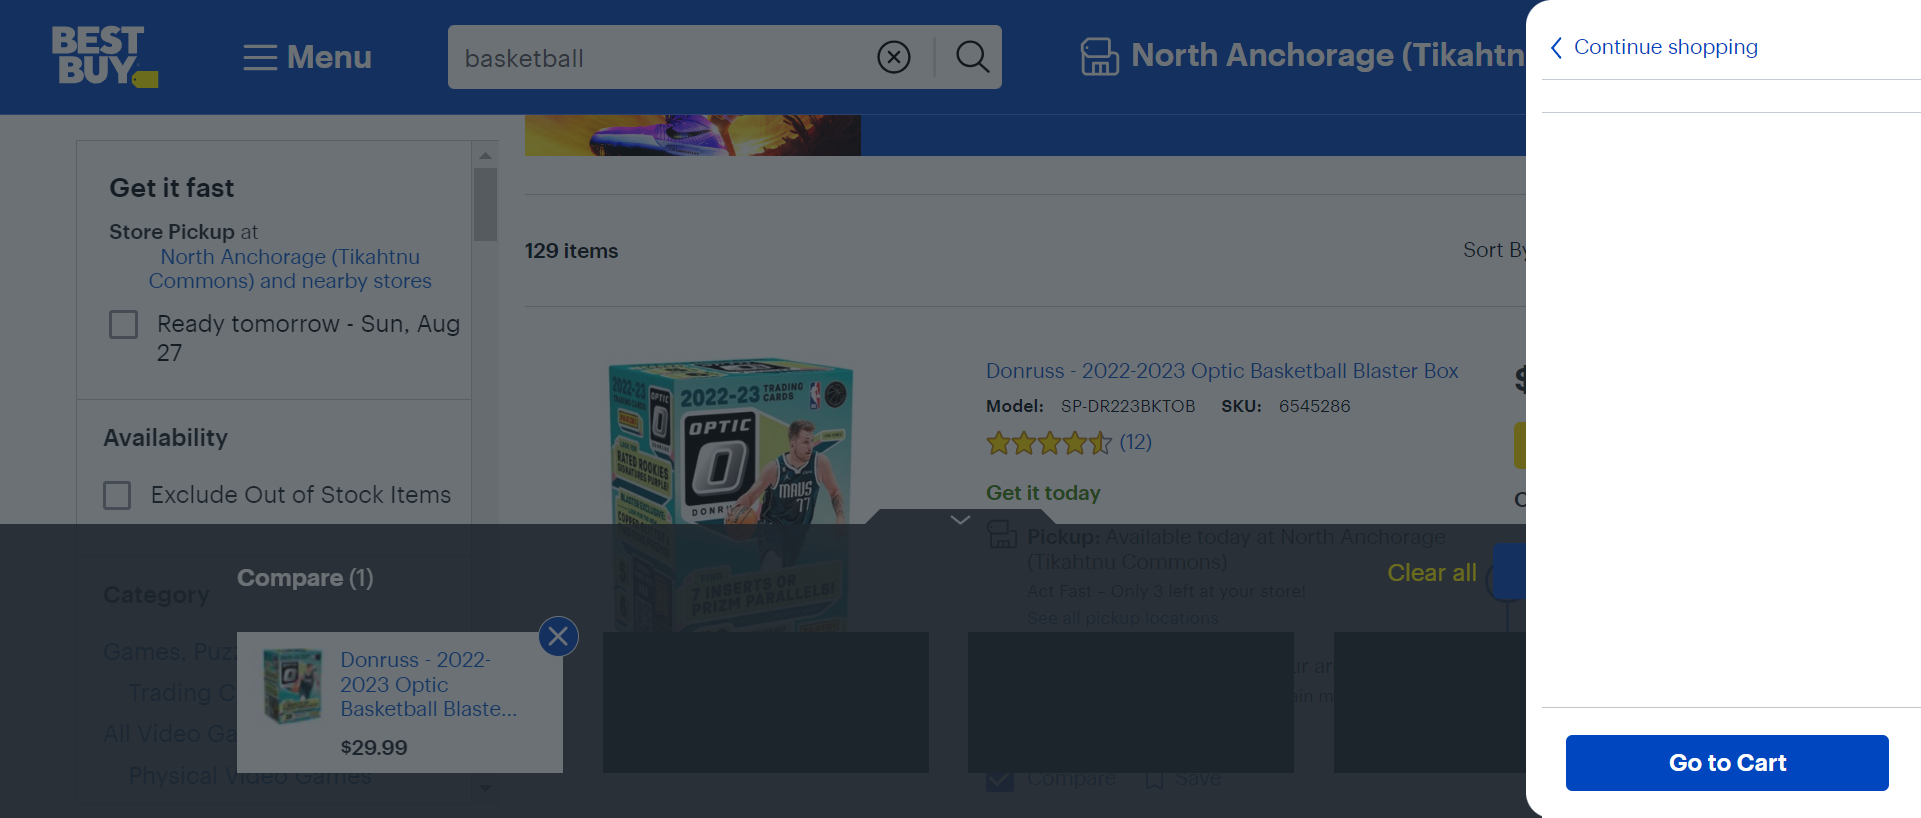 BEST
BUY
Menu
basketball
North Anchorage (Tikahtn
Continue shopping
Get it fast
Store Pickup at
North Anchorage (Tikahtnu
Commons) and nearby stores
Ready tomorrow - Sun, Aug
27
Availability
Exclude Out of Stock Items
Category
Games, Puzz
Trading C
All Video Ga
Physical Video Games
129 items
Sort By
2022-23
TRADING
CARDS
OPTIC
MAVS
77
7 INSERTS OR
PRIZM PARALLELS!
Donruss - 2022-2023 Optic Basketball Blaster Box
Model: SP-DR223BKTOB SKU: 6545286
(12)
Get it today
Pickup: Available today at North Anchorage
(Tikahtnu Commons)
Act Fast – Only 3 left at your store!
See all pickup locations
Compare Save
Compare (1)
Clear all
Donruss - 2022-
2023 Optic
Basketball Blaste...
$29.99
Go to Cart